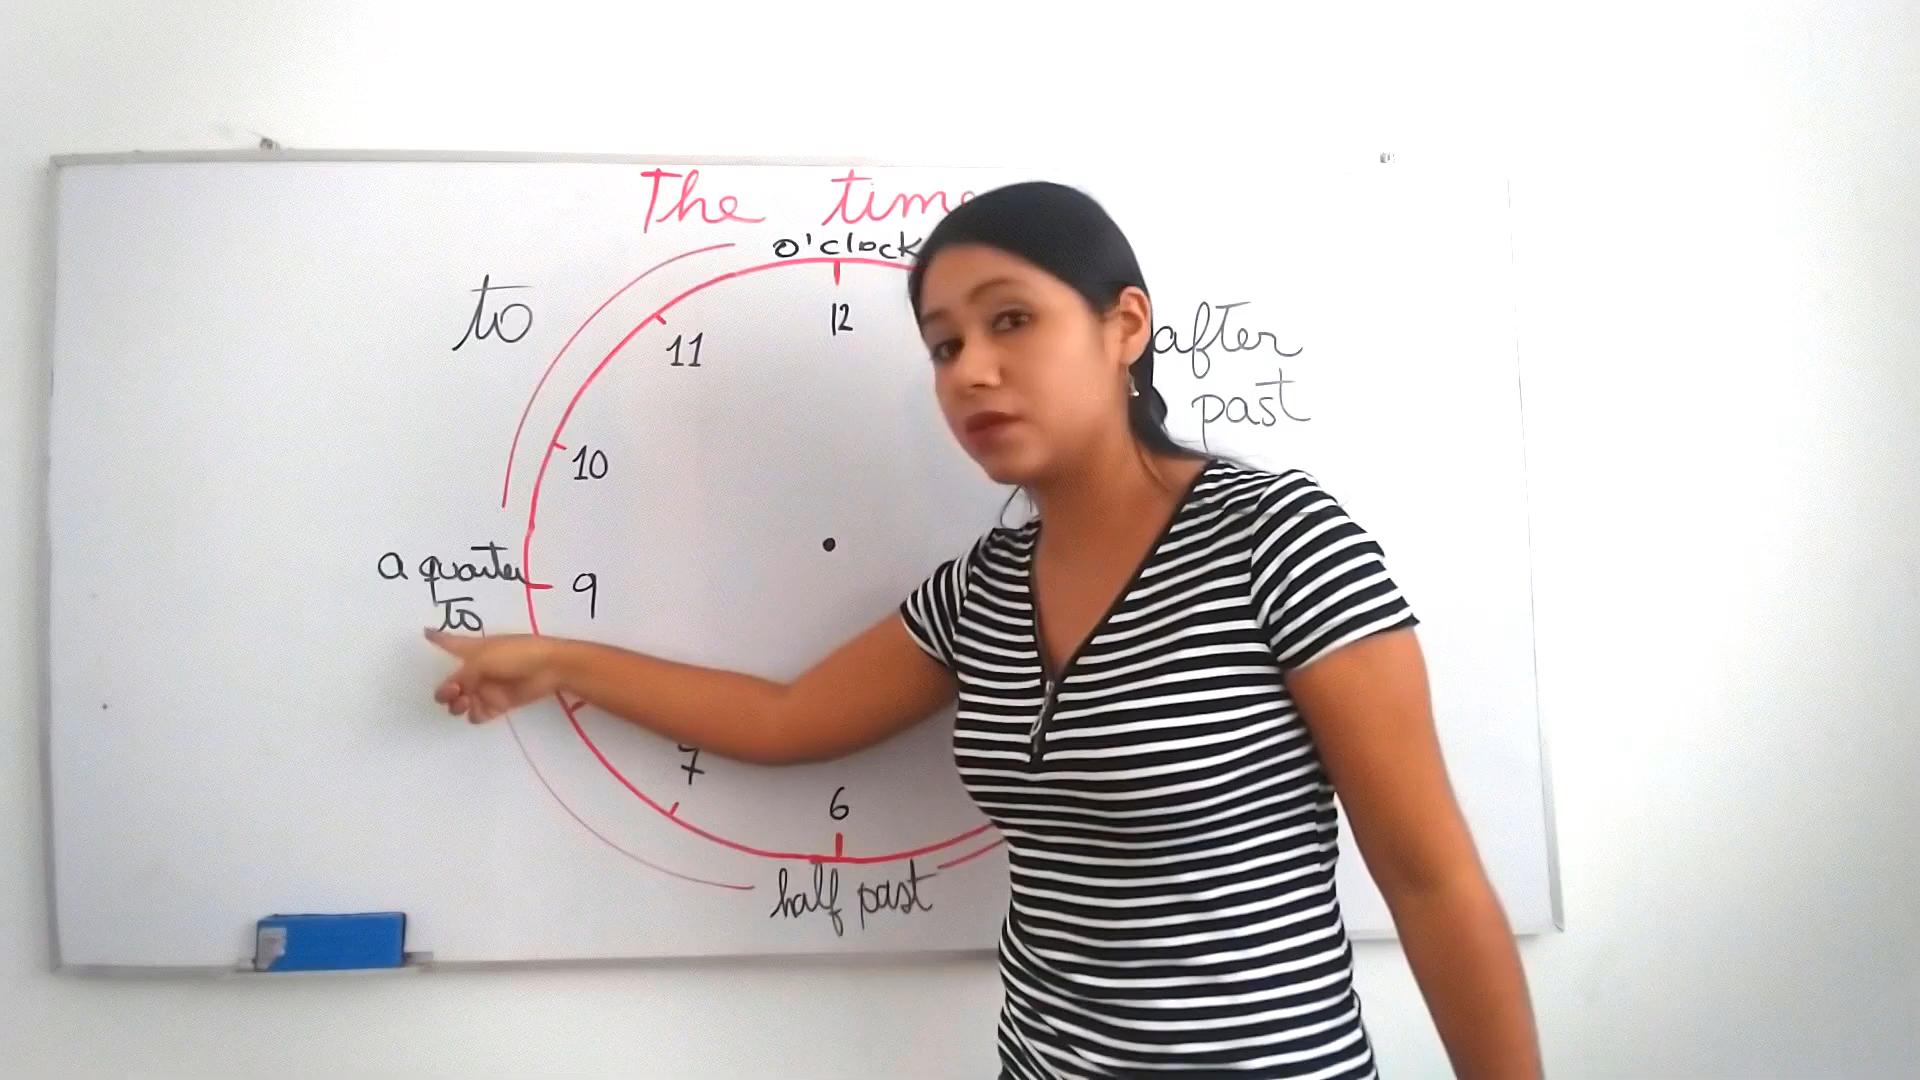 The time
o'clock
to
12
11
after
past
10
a quarter
to
9
7
6
half past